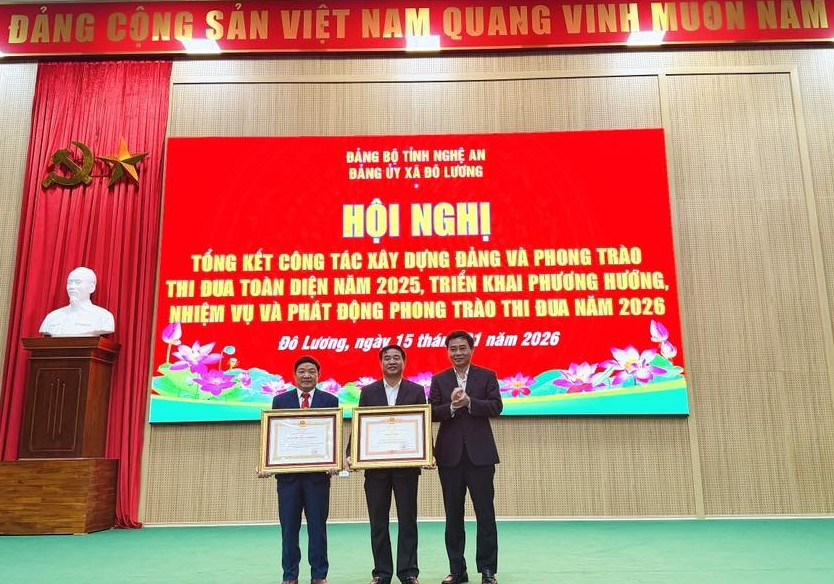 ĐẢNG CỘNG SẢN VIỆT NAM QUANG VINH MUÔN NĂM
ĐẢNG BỘ TỈNH NGHỆ AN
ĐẢNG ỦY XÃ ĐÔ LƯƠNG
HỘI NGHỊ
TỔNG KẾT CÔNG TÁC XÂY DỰNG ĐẢNG VÀ PHONG TRÀO
THI ĐUA TOÀN DIỆN NĂM 2025, TRIỂN KHAI PHƯƠNG HƯỚNG,
NHIỆM VỤ VÀ PHÁT ĐỘNG PHONG TRÀO THI ĐUA NĂM 2026
Đô Lương, ngày 15 thá 1 năm 2026